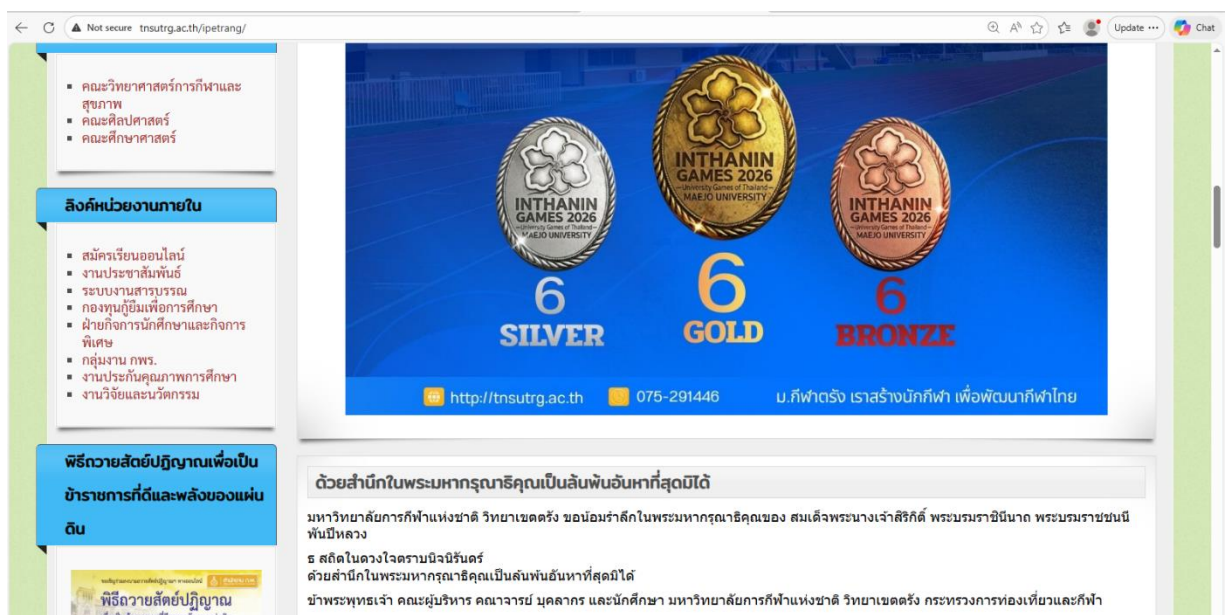 Not secure tnsutrg.ac.th/ipetrang/
Update
Chat
คณะวิทยาศาสตร์การกีฬาและ
สุขภาพ
คณะศิลปศาสตร์
คณะศึกษาศาสตร์
ลิงค์หน่วยงานภายใน
สมัครเรียนออนไลน์
งานประชาสัมพันธ์
ระบบงานสารบรรณ
กองทุนกู้ยืมเพื่อการศึกษา
ฝ่ายกิจการนักศึกษาและกิจการ
พิเศษ
กลุ่มงาน กพร.
งานประกันคุณภาพการศึกษา
งานวิจัยและนวัตกรรม
พิธีถวายสัตย์ปฏิญาณเพื่อเป็น
ข้าราชการที่ดีและพลังของแผ่น
ดิน
พิธีถวายสัตย์ปฏิญาณ
INTHANIN
GAMES 2026
University Games of Thailand
MAEJO UNIVERSITY
6
SILVER
INTHANIN
GAMES 2026
University Games of Thailand
MAEJO UNIVERSITY
6
GOLD
INTHANIN
GAMES 2026
University Games of Thailand
MAEJO UNIVERSITY
6
BRONZE
http://tnsutrg.ac.th 075-291446 ม.กีฬาตรัง เราสร้างนักกีฬา เพื่อพัฒนากีฬาไทย
ด้วยสำนึกในพระมหากรุณาธิคุณเป็นล้นพ้นอันหาที่สุดมิได้
มหาวิทยาลัยการกีฬาแห่งชาติ วิทยาเขตตรัง ขอน้อมรำลึกในพระมหากรุณาธิคุณของ สมเด็จพระนางเจ้าสิริกิติ์ พระบรมราชินีนาถ พระบรมราชชนนี
พันปีหลวง
ธ สถิตในดวงใจตราบนิจนิรันดร์
ด้วยสำนึกในพระมหากรุณาธิคุณเป็นล้นพ้นอันหาที่สุดมิได้
ข้าพระพุทธเจ้า คณะผู้บริหาร คณาจารย์ บุคลากร และนักศึกษา มหาวิทยาลัยการกีฬาแห่งชาติ วิทยาเขตตรัง กระทรวงการท่องเที่ยวและกีฬา